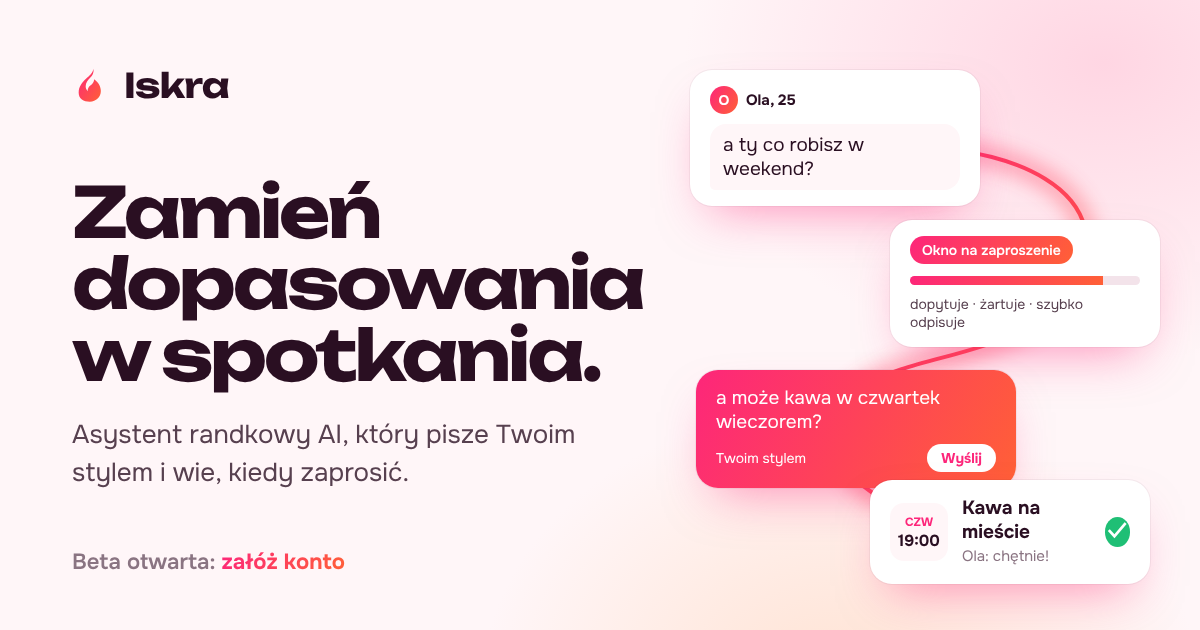 Iskra
Zamień
dopasowania
w spotkania.
Asystent randkowy AI, który pisze Twoim
stylem i wie, kiedy zaprosić.
Beta otwarta: załóż konto
O
Ola, 25
a ty co robisz w
weekend?
Okno na zaproszenie
dopytuje · żartuje · szybko
odpisuje
a może kawa w czwartek
wieczorem?
Twoim stylem
Wyślij
CZW
19:00
Kawa na
mieście
Ola: chętnie!